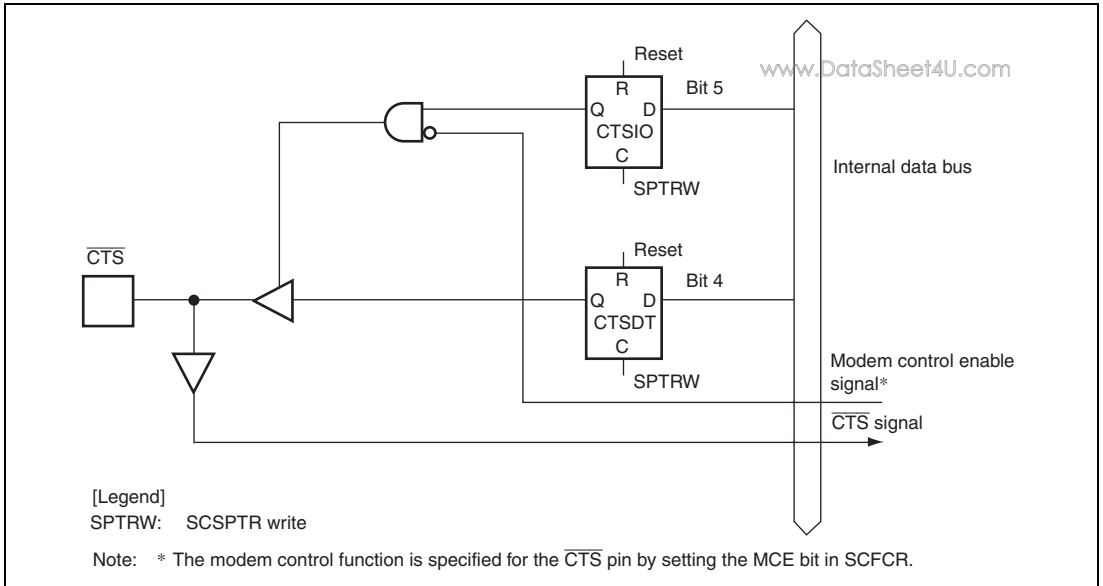 Reset
www.DataSheet4U.com
R
Bit 5
Q D
CTSIO
C
SPTRW
Internal data bus
CTS
Reset
R
Bit 4
Q D
CTSDT
C
SPTRW
Modem control enable
signal*
CTS signal
[Legend]
SPTRW: SCSPTR write
Note: * The modem control function is specified for the CTS pin by setting the MCE bit in SCFCR.